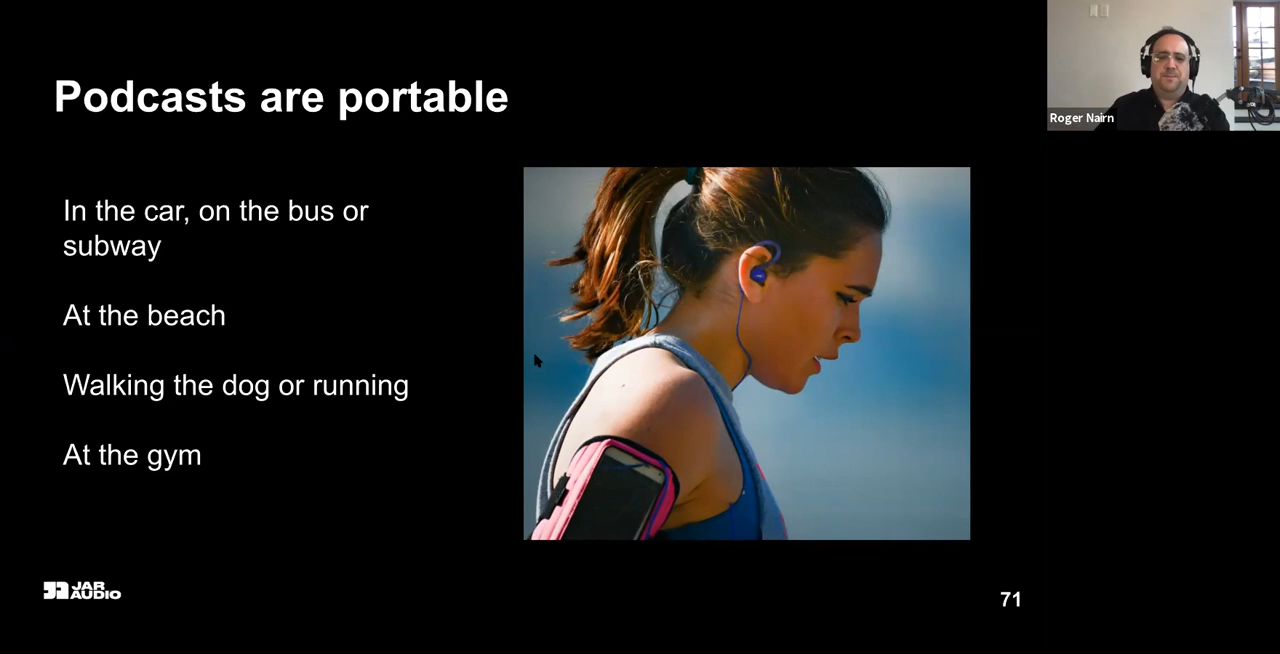 Podcasts are portable
Roger Nairn
In the car, on the bus or
subway
At the beach
Walking the dog or running
At the gym
JAR
AUDIO
71